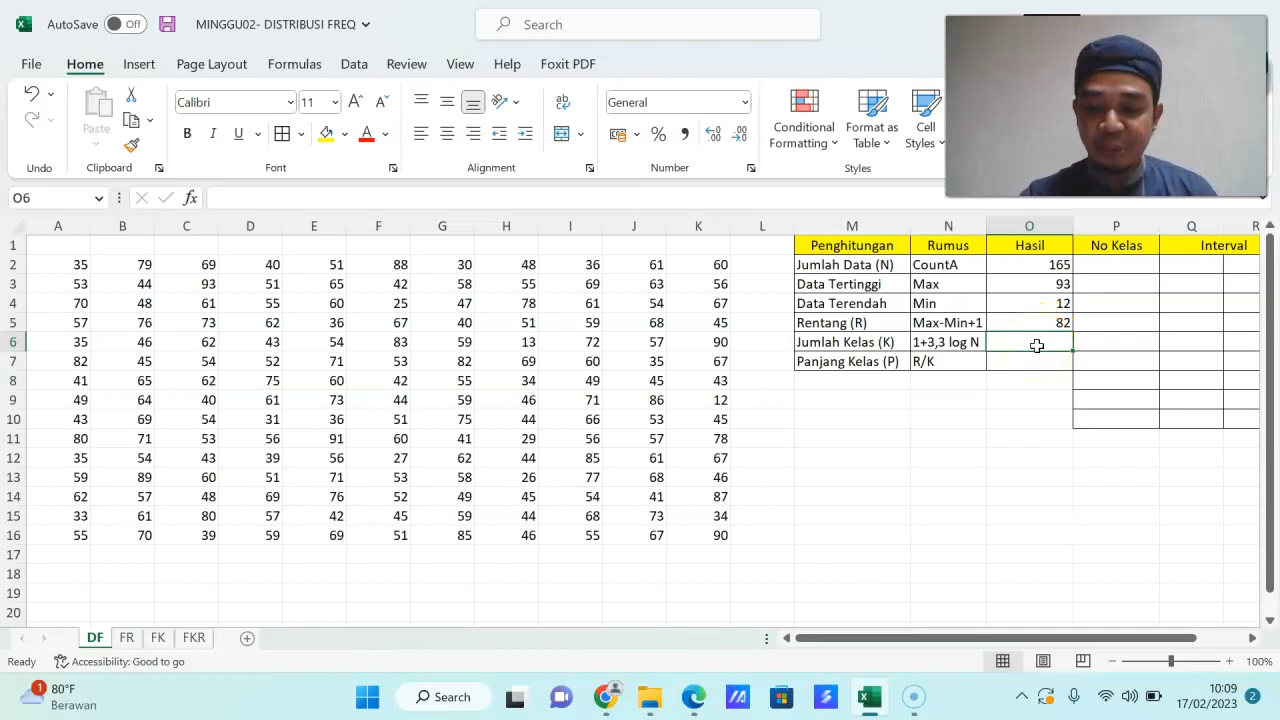 AutoSave Off MINGGU02- DISTRIBUSI FREQ Search
File Home Insert Page Layout Formulas Data Review View Help Foxit PDF
Calibri 11 General
Paste B I U Conditional Formatting Format as Table Cell Styles
Undo Clipboard Font Alignment Number Styles
O6 fx
A B C D E F G H I J K L M N O P Q R
1 Penghitungan Rumus Hasil No Kelas Interval
2 35 79 69 40 51 88 30 48 36 61 60 Jumlah Data (N) CountA 165
3 53 44 93 51 65 42 58 55 69 63 56 Data Tertinggi Max 93
4 70 48 61 55 60 25 47 78 61 54 67 Data Terendah Min 12
5 57 76 73 62 36 67 40 51 59 68 45 Rentang (R) Max-Min+1 82
6 35 46 62 43 54 83 59 13 72 57 90 Jumlah Kelas (K) 1+3,3 log N
7 82 45 54 52 71 53 82 69 60 35 67 Panjang Kelas (P) R/K
8 41 65 62 75 60 42 55 34 49 45 43
9 49 64 40 61 73 44 59 46 71 86 12
10 43 69 54 31 36 51 75 44 66 53 45
11 80 71 53 56 91 60 41 29 56 57 78
12 35 54 43 39 56 27 62 44 85 61 67
13 59 89 60 51 71 53 58 26 77 68 46
14 62 57 48 69 76 52 49 45 54 41 87
15 33 61 80 57 42 45 59 44 68 73 34
16 55 70 39 59 69 51 85 46 55 67 90
17
18
19
20
DF FR FK FKR
Ready Accessibility: Good to go 100%
1 80°F Berawan Search 10:09 17/02/2023 2